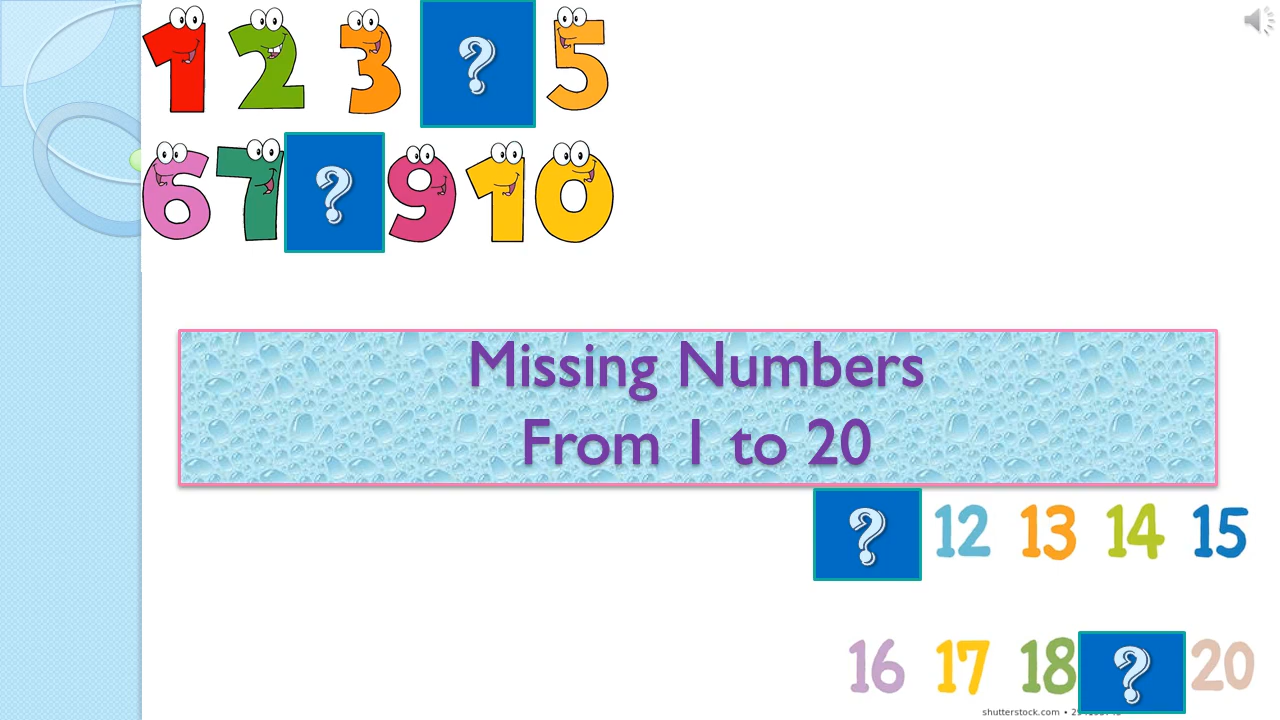 1 2 3 ? 5
6 7 ? 9 10
Missing Numbers
From 1 to 20
? 12 13 14 15
16 17 18 ? 20
shutterstock.com •